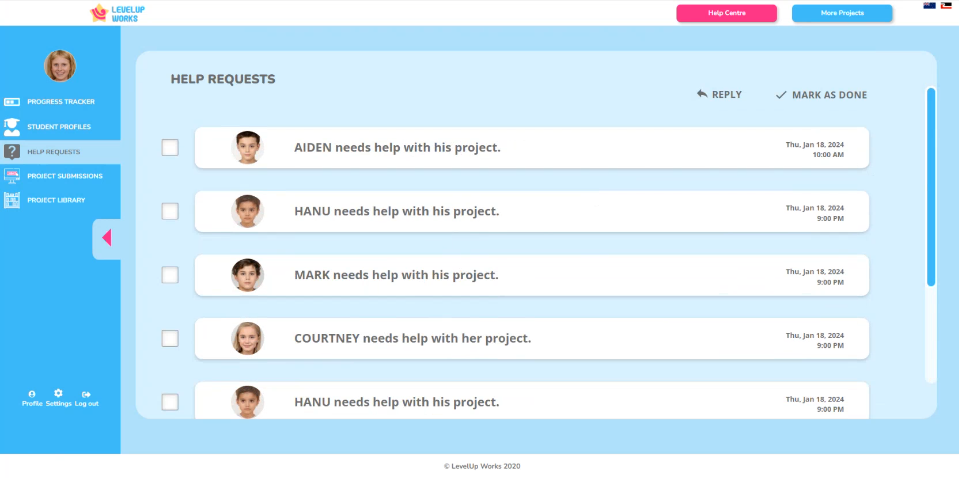 LEVELUP
WORKS
Help Centre
More Projects
PROGRESS TRACKER
STUDENT PROFILES
HELP REQUESTS
PROJECT SUBMISSIONS
PROJECT LIBRARY
Profile Settings Log out
HELP REQUESTS
REPLY
MARK AS DONE
AIDEN needs help with his project.
Thu, Jan 18, 2024
10:00 AM
HANU needs help with his project.
Thu, Jan 18, 2024
9:00 PM
MARK needs help with his project.
Thu, Jan 18, 2024
9:00 PM
COURTNEY needs help with her project.
Thu, Jan 18, 2024
9:00 PM
HANU needs help with his project.
Thu, Jan 18, 2024
9:00 PM
© LevelUp Works 2020